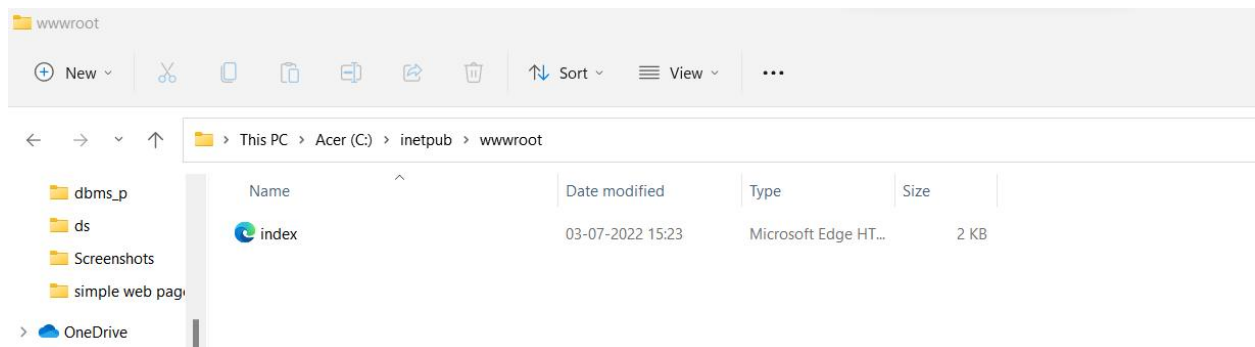 wwwroot
New Sort View
This PC > Acer (C:) > inetpub > wwwroot
Name Date modified Type Size
dbms_p
index 03-07-2022 15:23 Microsoft Edge HT... 2 KB
ds
Screenshots
simple web pag
OneDrive